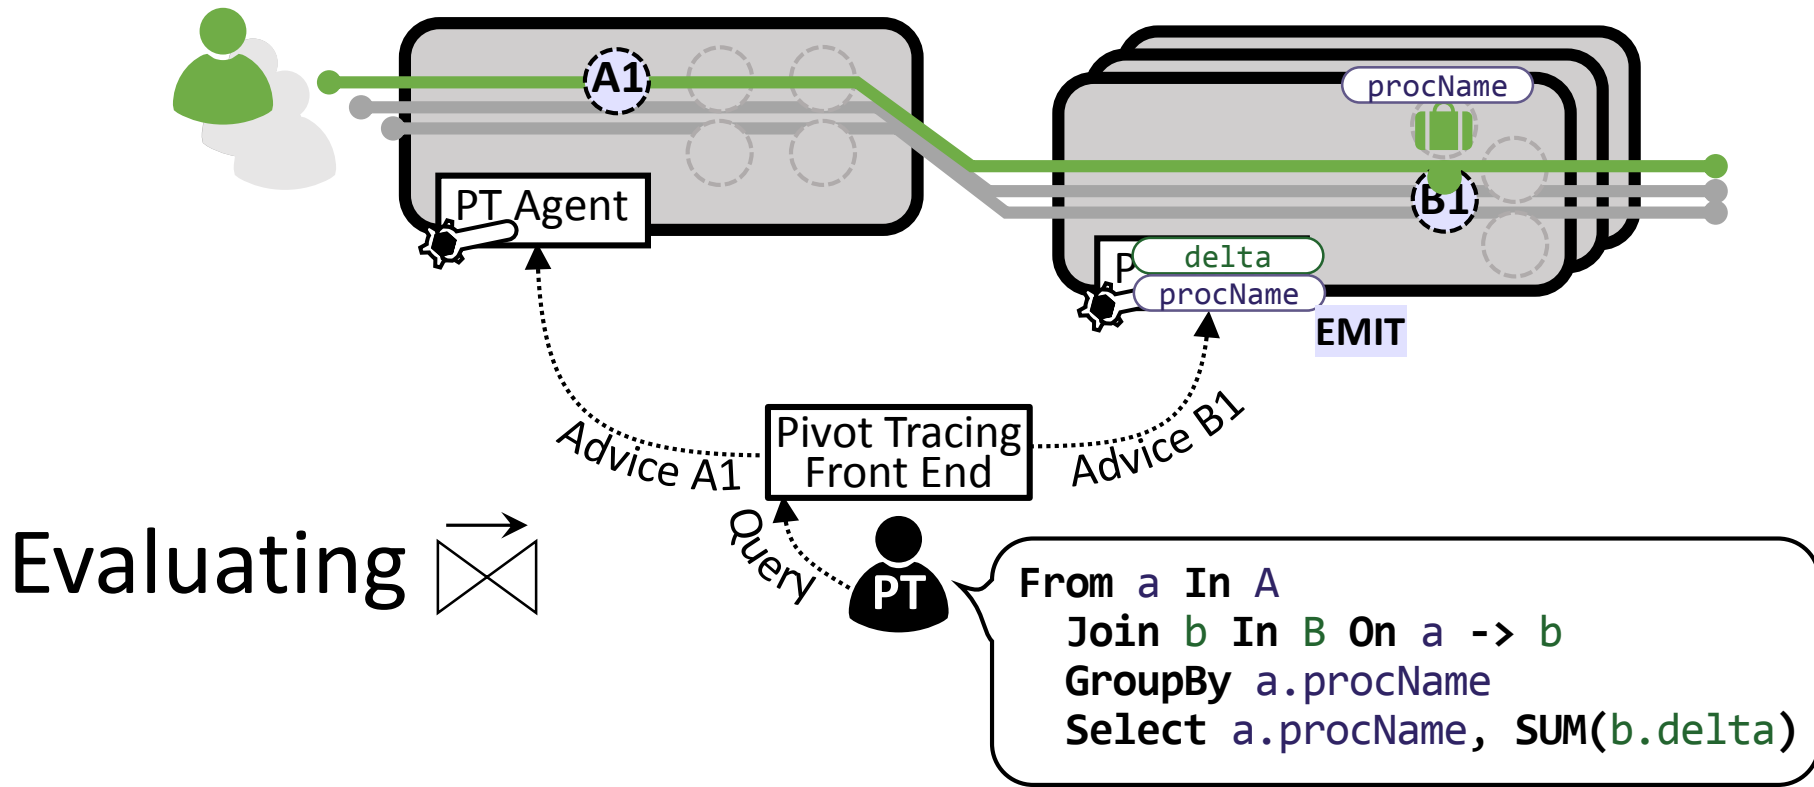 A1
procName
PT Agent
B1
P
delta
procName
EMIT
Advice A1
Pivot Tracing
Front End
Advice B1
Query
Evaluating
PT
From a In A
Join b In B On a -> b
GroupBy a.procName
Select a.procName, SUM(b.delta)